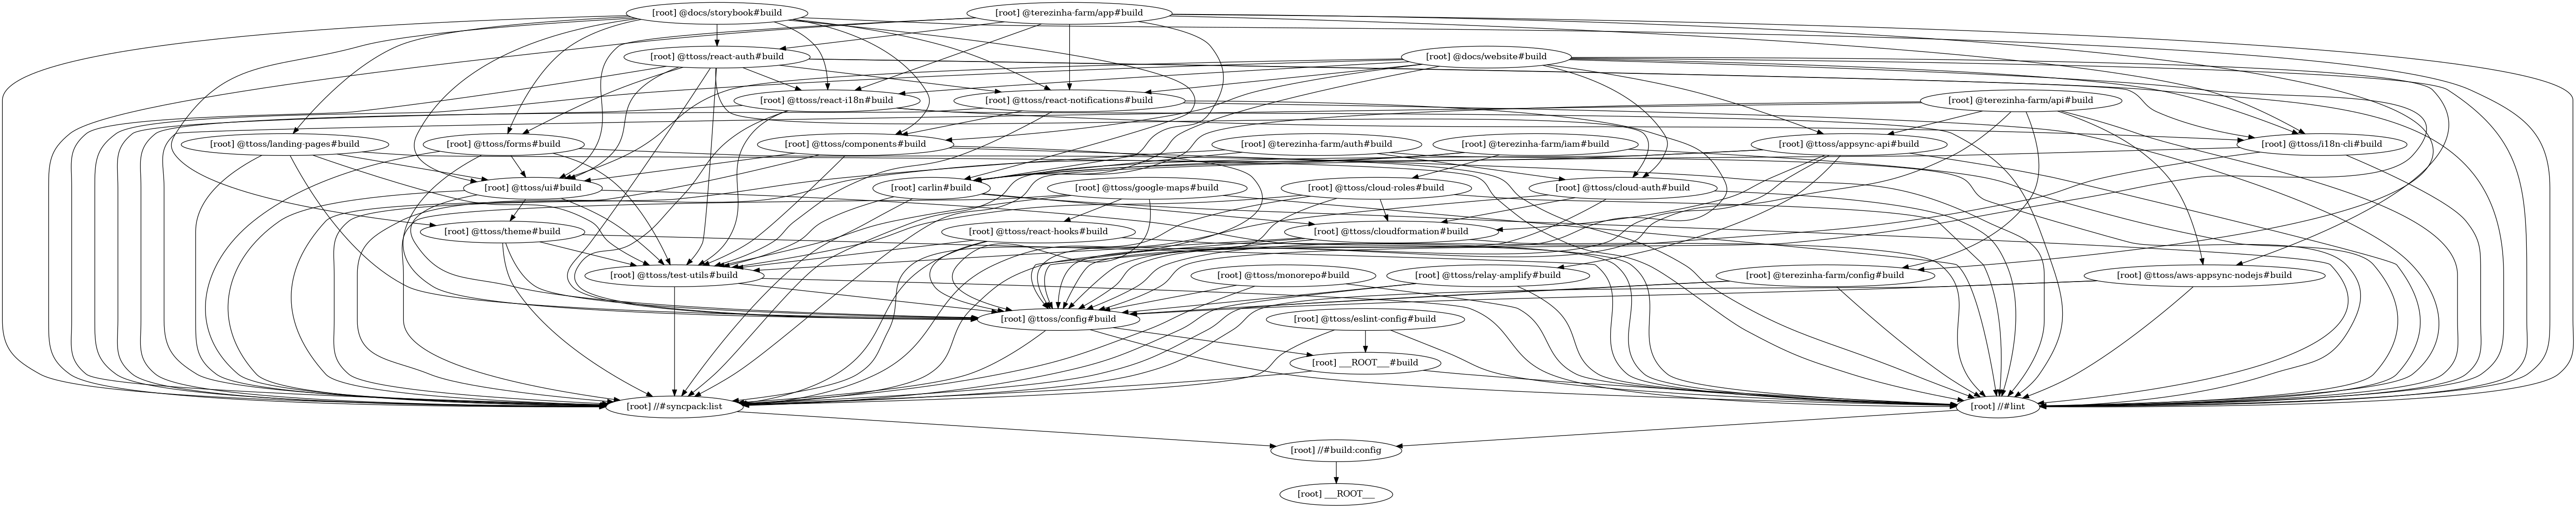 [root] @docs/storybook#build
[root] @terezinha-farm/app#build
[root] @ttoss/react-auth#build
[root] @docs/website#build
[root] @ttoss/react-i18n#build
[root] @ttoss/react-notifications#build
[root] @terezinha-farm/api#build
[root] @ttoss/landing-pages#build
[root] @ttoss/forms#build
[root] @ttoss/components#build
[root] @terezinha-farm/auth#build
[root] @terezinha-farm/iam#build
[root] @ttoss/appsync-api#build
[root] @ttoss/i18n-cli#build
[root] @ttoss/ui#build
[root] carlin#build
[root] @ttoss/google-maps#build
[root] @ttoss/cloud-roles#build
[root] @ttoss/cloud-auth#build
[root] @ttoss/theme#build
[root] @ttoss/react-hooks#build
[root] @ttoss/cloudformation#build
[root] @ttoss/test-utils#build
[root] @ttoss/monorepo#build
[root] @ttoss/relay-amplify#build
[root] @terezinha-farm/config#build
[root] @ttoss/aws-appsync-nodejs#build
[root] @ttoss/config#build
[root] @ttoss/eslint-config#build
[root] ___ROOT___#build
[root] //#syncpack:list
[root] //#lint
[root] //#build:config
[root] ___ROOT___